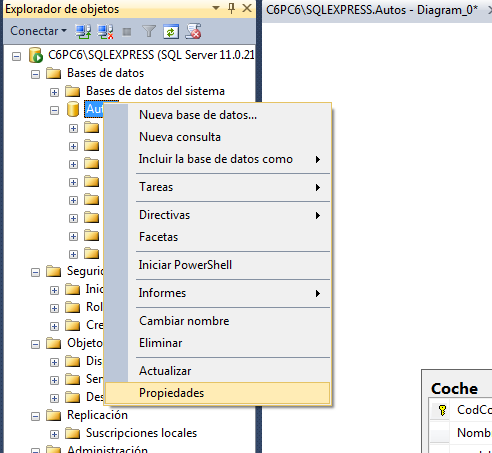 Explorador de objetos
C6PC6\SQLEXPRESS.Autos - Diagram_0*
Conectar
C6PC6\SQLEXPRESS (SQL Server 11.0.21
Bases de datos
Bases de datos del sistema
Nueva base de datos...
Nueva consulta
Incluir la base de datos como
Tareas
Directivas
Facetas
Iniciar PowerShell
Informes
Cambiar nombre
Eliminar
Actualizar
Propiedades
Segurid
Inic
Rol
Cre
Objeto
Dis
Ser
Des
Replicación
Suscripciones locales
Administración
Coche
CodCo
Nomb